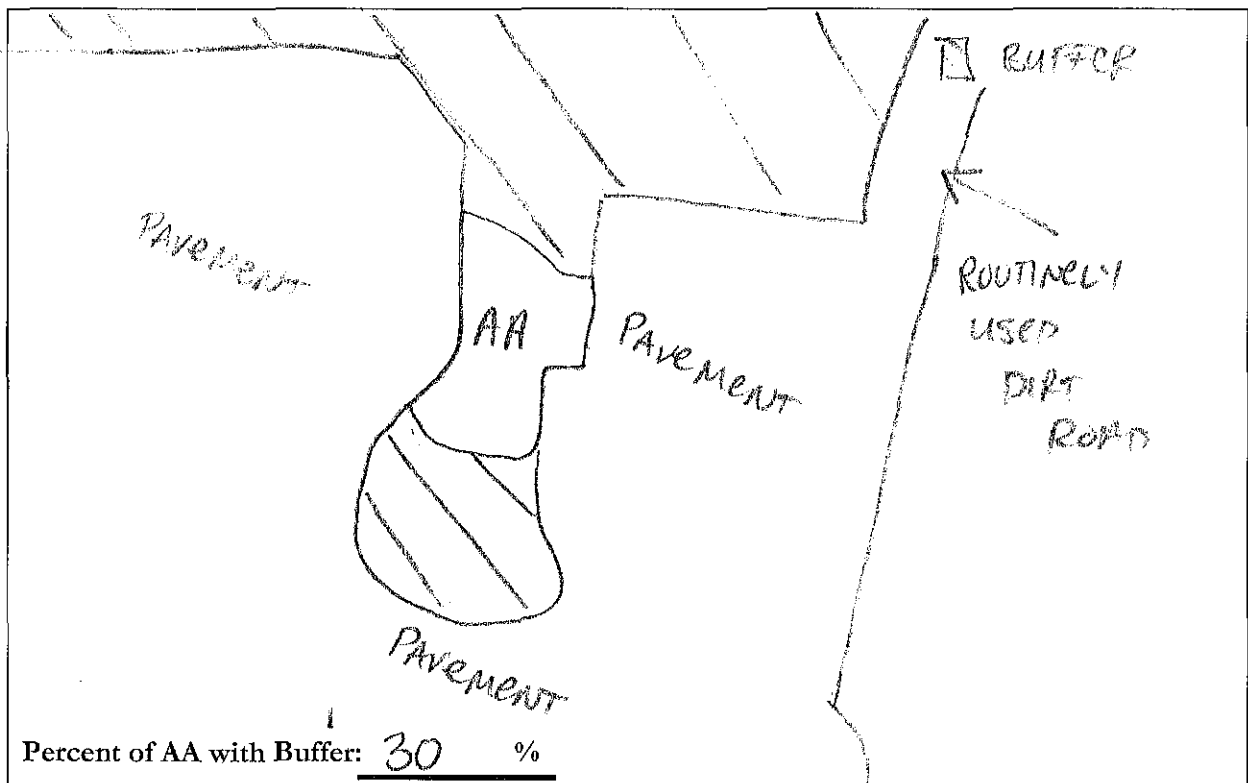 BUFFER
PAVEMENT
AA
PAVEMENT
ROUTINELY
USED
DIRT
ROAD
PAVEMENT
Percent of AA with Buffer: 30 %